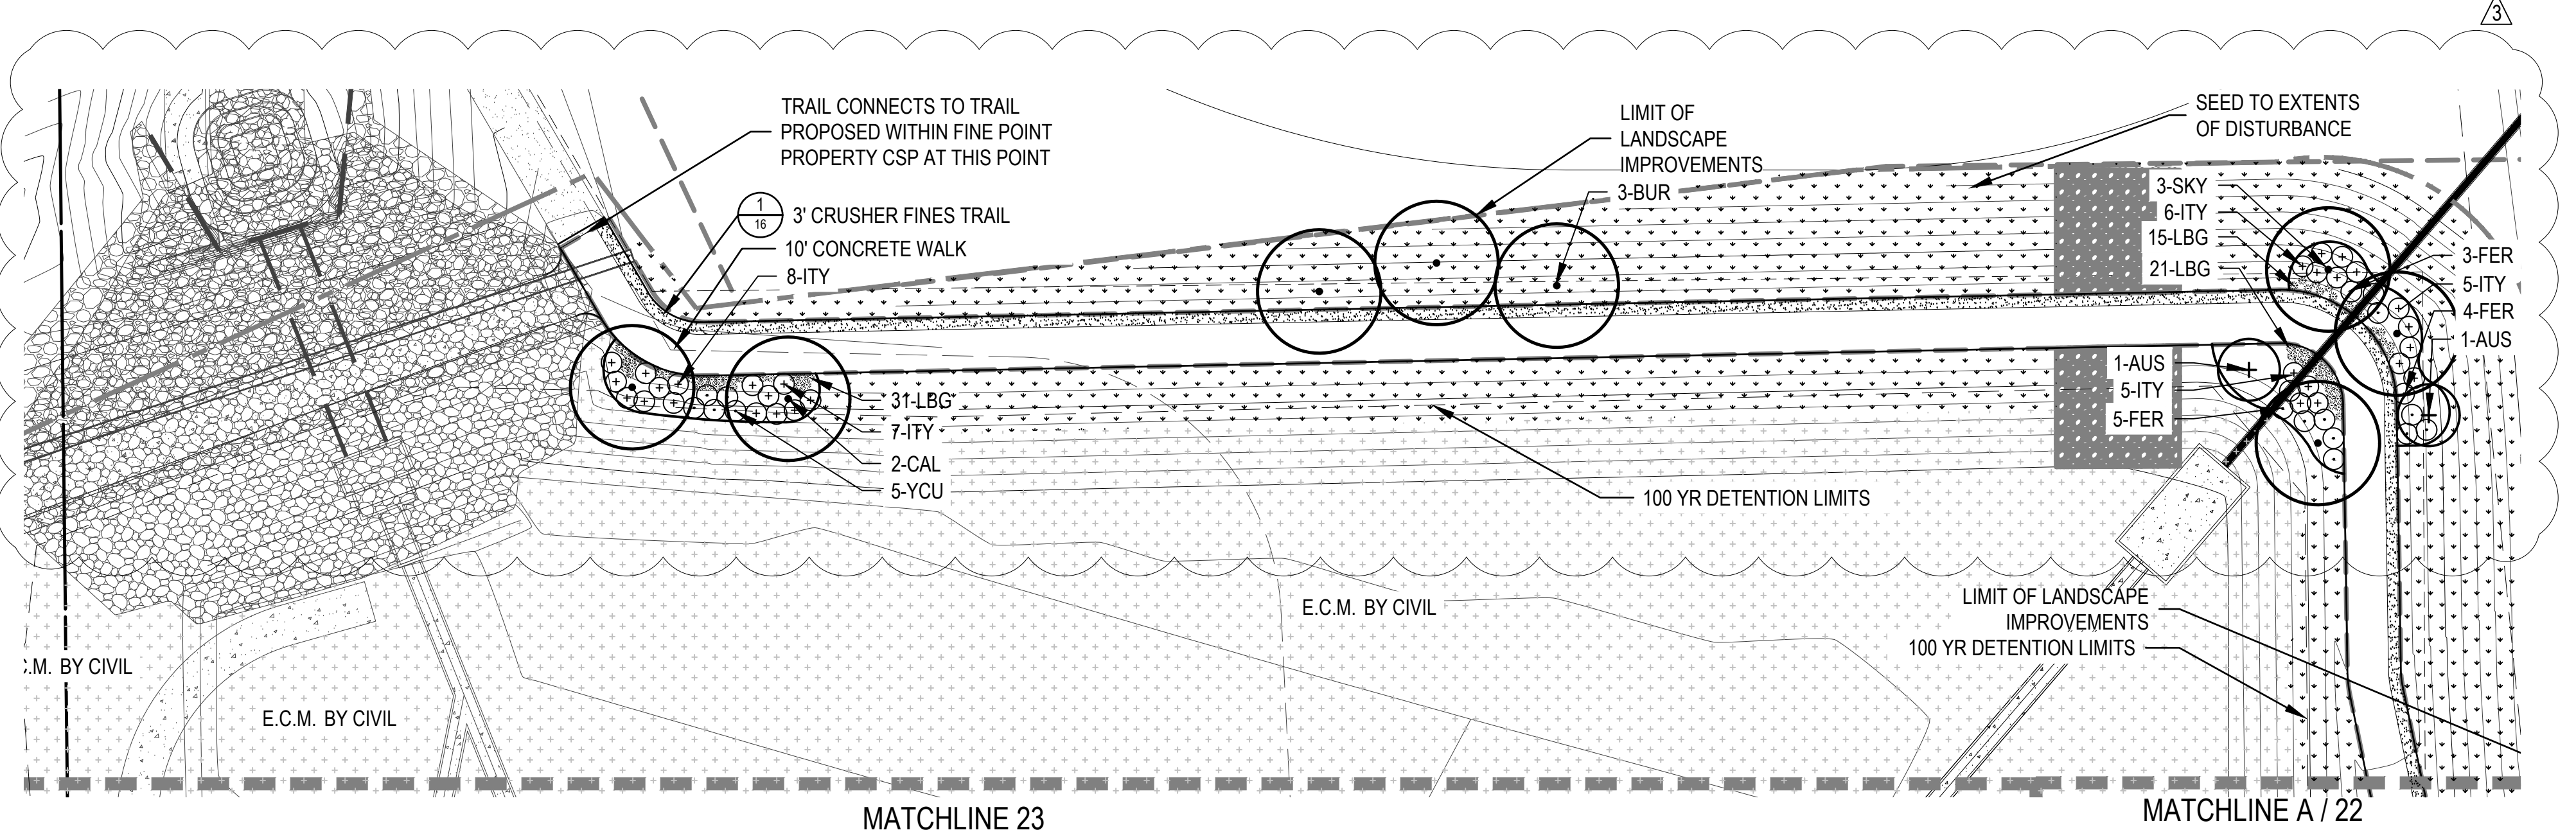 3
TRAIL CONNECTS TO TRAIL
PROPOSED WITHIN FINE POINT
PROPERTY CSP AT THIS POINT
1
16
3' CRUSHER FINES TRAIL
10' CONCRETE WALK
8-ITY
LIMIT OF
LANDSCAPE
IMPROVEMENTS
3-BUR
SEED TO EXTENTS
OF DISTURBANCE
3-SKY
6-ITY
15-LBG
21-LBG
3-FER
5-ITY
4-FER
1-AUS
1-AUS
5-ITY
5-FER
31-LBG
7-ITY
2-CAL
5-YCU
100 YR DETENTION LIMITS
E.C.M. BY CIVIL
LIMIT OF LANDSCAPE
IMPROVEMENTS
100 YR DETENTION LIMITS
C.M. BY CIVIL
E.C.M. BY CIVIL
MATCHLINE 23
MATCHLINE A / 22